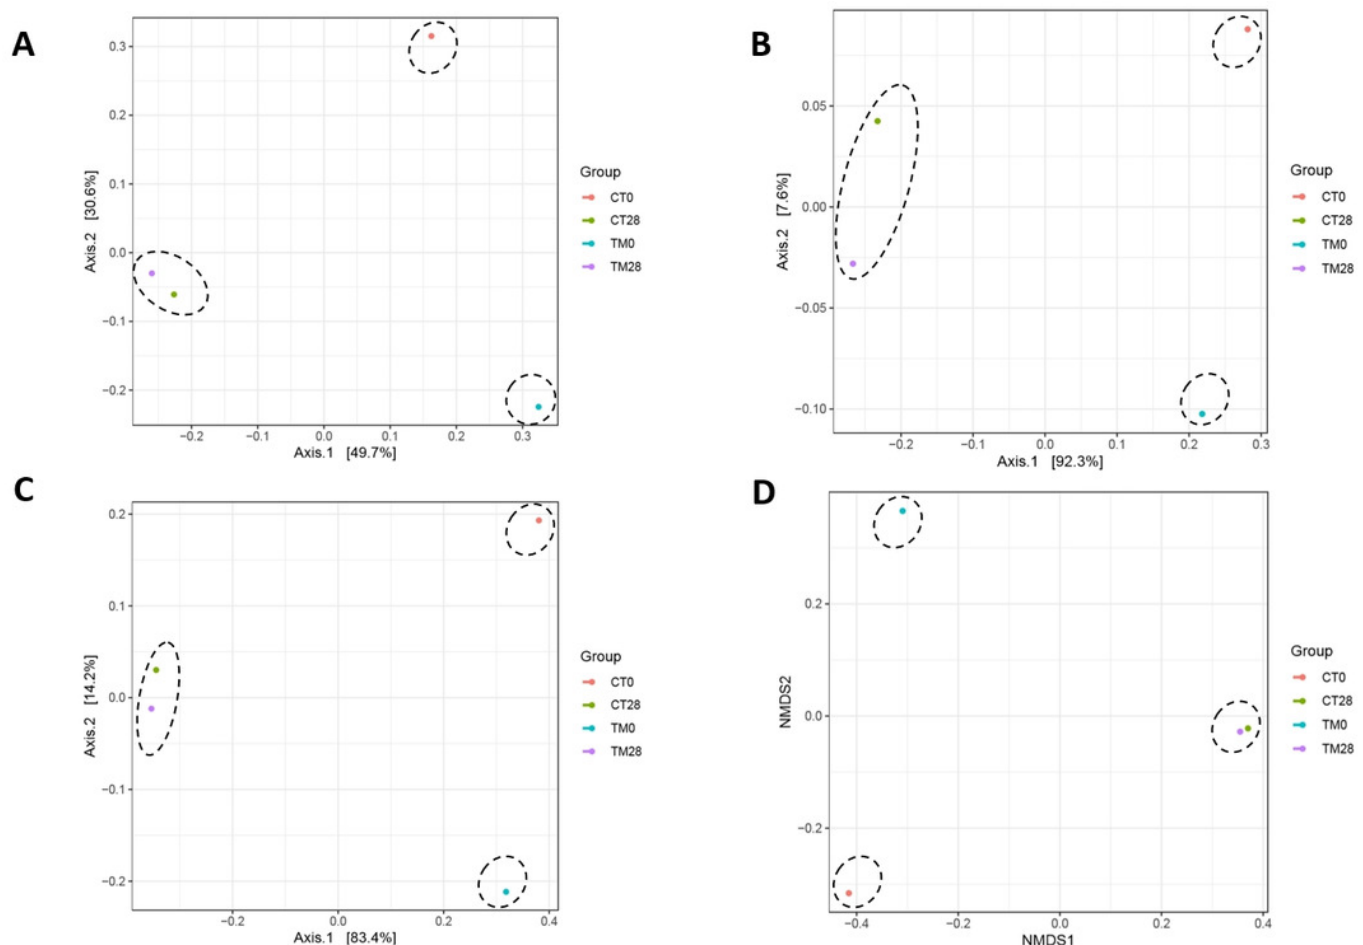 A
0.3
0.2
0.1
0.0
−0.1
−0.2
Axis.2 [30.6%]
−0.2 −0.1 0.0 0.1 0.2 0.3
Axis.1 [49.7%]
Group
CT0
CT28
TM0
TM28
B
0.05
0.00
−0.05
−0.10
Axis.2 [7.6%]
−0.2 −0.1 0.0 0.1 0.2 0.3
Axis.1 [92.3%]
Group
CT0
CT28
TM0
TM28
C
0.2
0.1
0.0
−0.1
−0.2
Axis.2 [14.2%]
−0.2 0.0 0.2 0.4
Axis.1 [83.4%]
Group
CT0
CT28
TM0
TM28
D
0.2
0.0
−0.2
NMDS2
−0.4 −0.2 0.0 0.2 0.4
NMDS1
Group
CT0
CT28
TM0
TM28